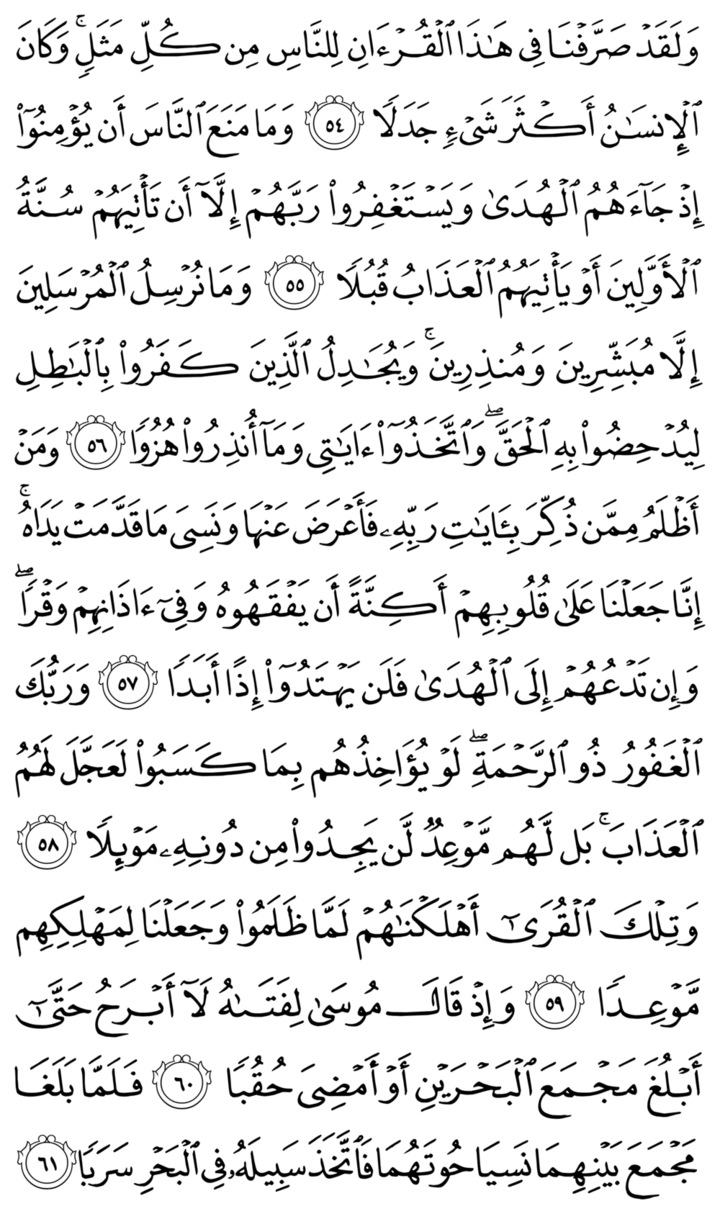 وَلَقَدۡ صَرَّفۡنَا فِي هَٰذَا ٱلۡقُرۡءَانِ لِلنَّاسِ مِن كُلِّ مَثَلٖۚ وَكَانَ
ٱلۡإِنسَٰنُ أَكۡثَرَ شَيۡءٖ جَدَلٗا ٥٤ وَمَا مَنَعَ ٱلنَّاسَ أَن يُؤۡمِنُوٓاْ
إِذۡ جَآءَهُمُ ٱلۡهُدَىٰ وَيَسۡتَغۡفِرُواْ رَبَّهُمۡ إِلَّآ أَن تَأۡتِيَهُمۡ سُنَّةُ
ٱلۡأَوَّلِينَ أَوۡ يَأۡتِيَهُمُ ٱلۡعَذَابُ قُبُلٗا ٥٥ وَمَا نُرۡسِلُ ٱلۡمُرۡسَلِينَ
إِلَّا مُبَشِّرِينَ وَمُنذِرِينَۚ وَيُجَٰدِلُ ٱلَّذِينَ كَفَرُواْ بِٱلۡبَٰطِلِ
لِيُدۡحِضُواْ بِهِ ٱلۡحَقَّۖ وَٱتَّخَذُوٓاْ ءَايَٰتِي وَمَآ أُنذِرُواْ هُزُوٗا ٥٦ وَمَنۡ
أَظۡلَمُ مِمَّن ذُكِّرَ بِـَٔايَٰتِ رَبِّهِۦ فَأَعۡرَضَ عَنۡهَا وَنَسِيَ مَا قَدَّمَتۡ يَدَاهُۚ
إِنَّا جَعَلۡنَا عَلَىٰ قُلُوبِهِمۡ أَكِنَّةً أَن يَفۡقَهُوهُ وَفِيٓ ءَاذَانِهِمۡ وَقۡرٗاۖ
وَإِن تَدۡعُهُمۡ إِلَى ٱلۡهُدَىٰ فَلَن يَهۡتَدُوٓاْ إِذًا أَبَدٗا ٥٧ وَرَبُّكَ
ٱلۡغَفُورُ ذُو ٱلرَّحۡمَةِۖ لَوۡ يُؤَاخِذُهُم بِمَا كَسَبُواْ لَعَجَّلَ لَهُمُ
ٱلۡعَذَابَۚ بَل لَّهُم مَّوۡعِدٞ لَّن يَجِدُواْ مِن دُونِهِۦ مَوۡئِلٗا ٥٨
وَتِلۡكَ ٱلۡقُرَىٰٓ أَهۡلَكۡنَٰهُمۡ لَمَّا ظَلَمُواْ وَجَعَلۡنَا لِمَهۡلِكِهِم
مَّوۡعِدٗا ٥٩ وَإِذۡ قَالَ مُوسَىٰ لِفَتَىٰهُ لَآ أَبۡرَحُ حَتَّىٰٓ
أَبۡلُغَ مَجۡمَعَ ٱلۡبَحۡرَيۡنِ أَوۡ أَمۡضِيَ حُقُبٗا ٦٠ فَلَمَّا بَلَغَا
مَجۡمَعَ بَيۡنِهِمَا نَسِيَا حُوتَهُمَا فَٱتَّخَذَ سَبِيلَهُۥ فِي ٱلۡبَحۡرِ سَرَبٗا ٦١